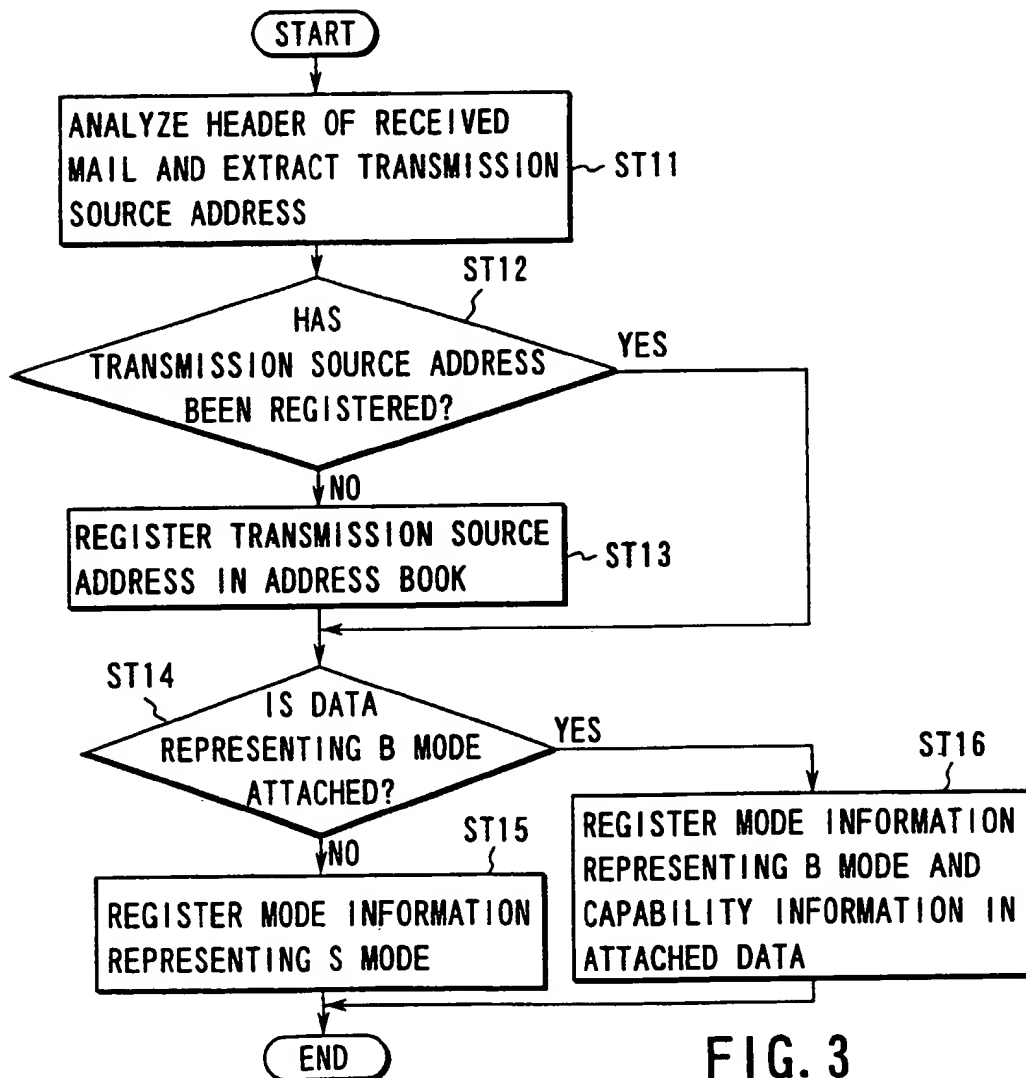 START
ANALYZE HEADER OF RECEIVED
MAIL AND EXTRACT TRANSMISSION
SOURCE ADDRESS
ST11
ST12
HAS
TRANSMISSION SOURCE ADDRESS
BEEN REGISTERED?
YES
NO
REGISTER TRANSMISSION SOURCE
ADDRESS IN ADDRESS BOOK
ST13
ST14
IS DATA
REPRESENTING B MODE
ATTACHED?
YES
ST16
NO
ST15
REGISTER MODE INFORMATION
REPRESENTING S MODE
REGISTER MODE INFORMATION
REPRESENTING B MODE AND
CAPABILITY INFORMATION IN
ATTACHED DATA
END
FIG. 3